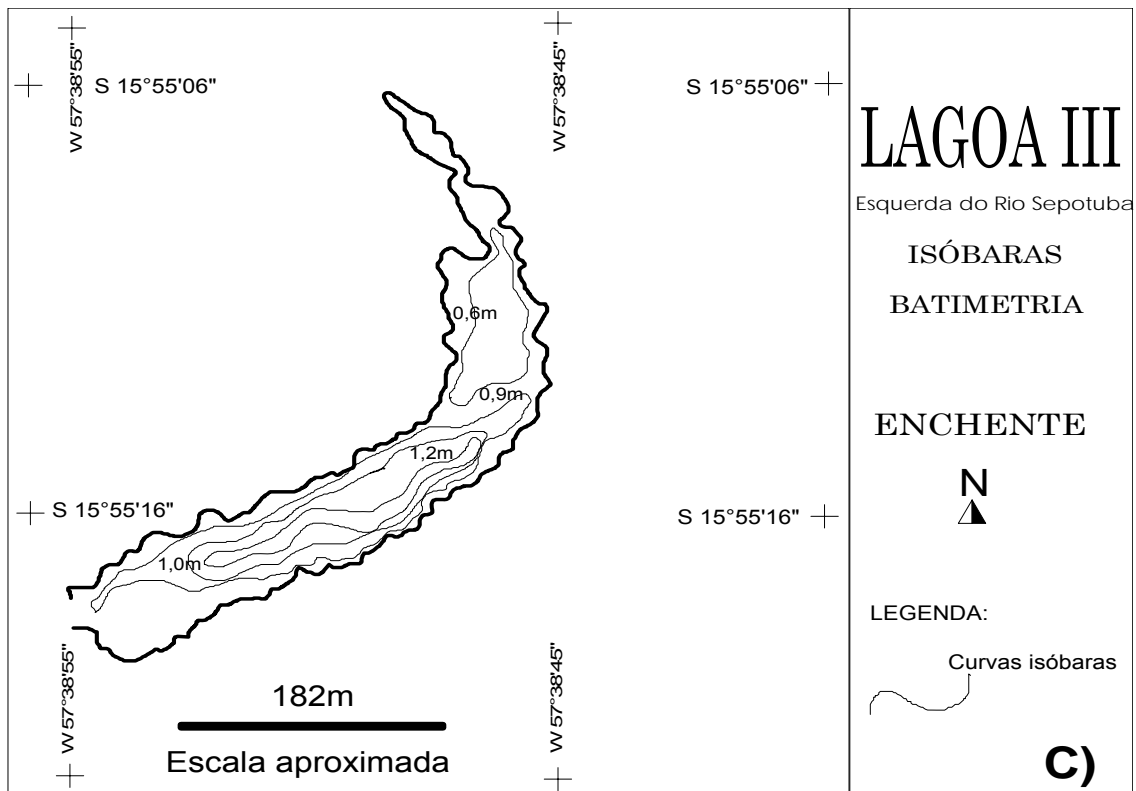 W 57°38'55"
S 15°55'06"
W 57°38'45"
S 15°55'06"
0,6m
0,9m
1,2m
S 15°55'16"
S 15°55'16"
1,0m
W 57°38'55"
W 57°38'45"
182m
Escala aproximada
LAGOA III
Esquerda do Rio Sepotuba
ISÓBARAS
BATIMETRIA
ENCHENTE
N
LEGENDA:
Curvas isóbaras
C)